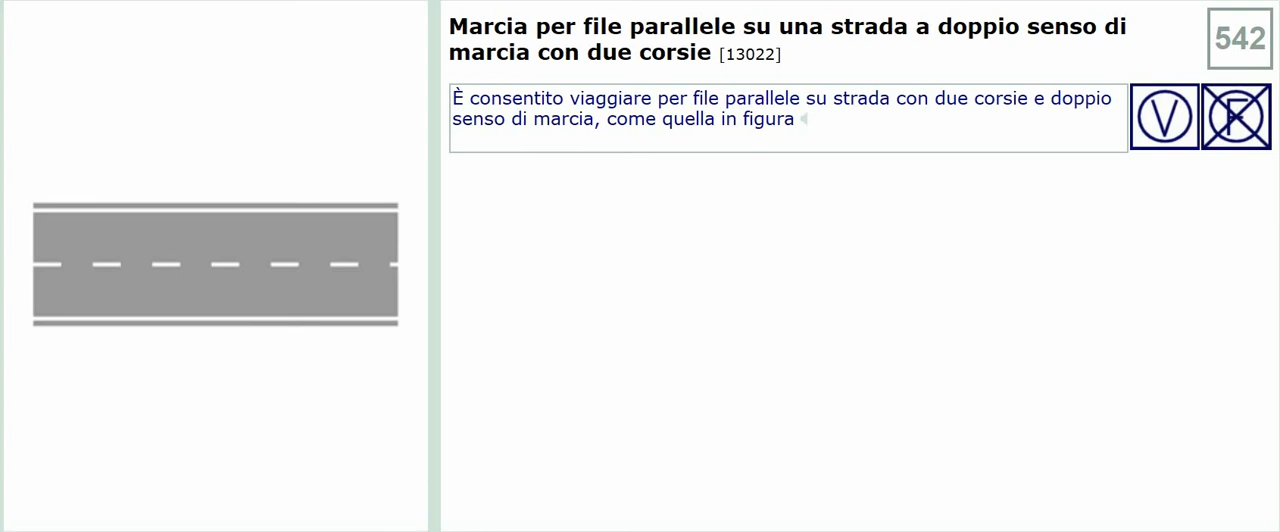 Marcia per file parallele su una strada a doppio senso di
marcia con due corsie [13022]
542
È consentito viaggiare per file parallele su strada con due corsie e doppio
senso di marcia, come quella in figura
V
F